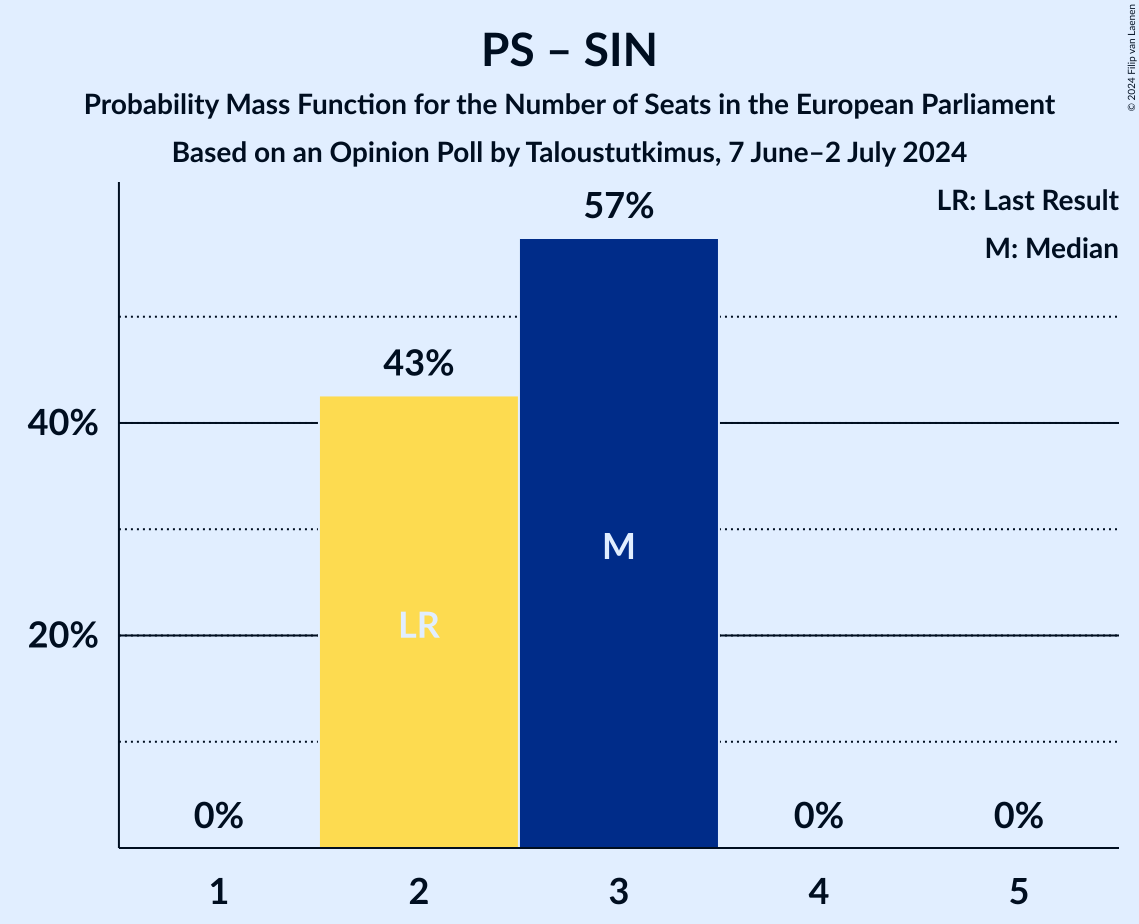 PS – SIN
Probability Mass Function for the Number of Seats in the European Parliament
Based on an Opinion Poll by Taloustutkimus, 7 June–2 July 2024
© 2024 Filip van Laenen
LR: Last Result
M: Median
57%
43%
40%
M
LR
20%
0%
0%
0%
1
2
3
4
5